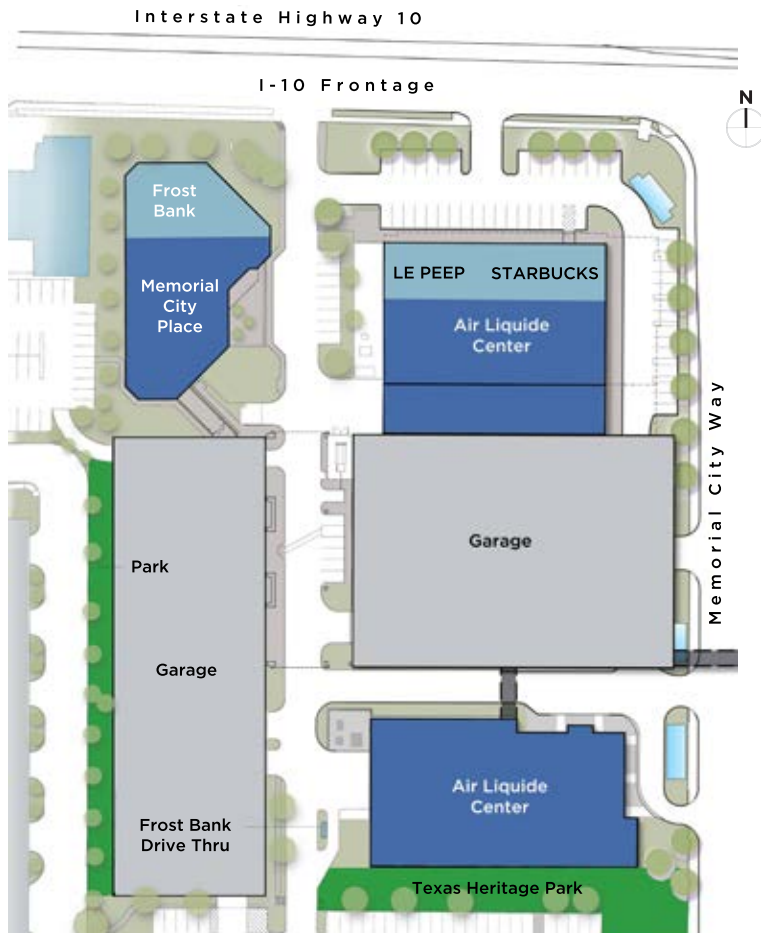 Interstate Highway 10
I-10 Frontage
N
Frost
Bank
LE PEEP STARBUCKS
Memorial
City
Place
Air Liquide
Center
Memorial City Way
Garage
Park
Garage
Air Liquide
Center
Frost Bank
Drive Thru
Texas Heritage Park